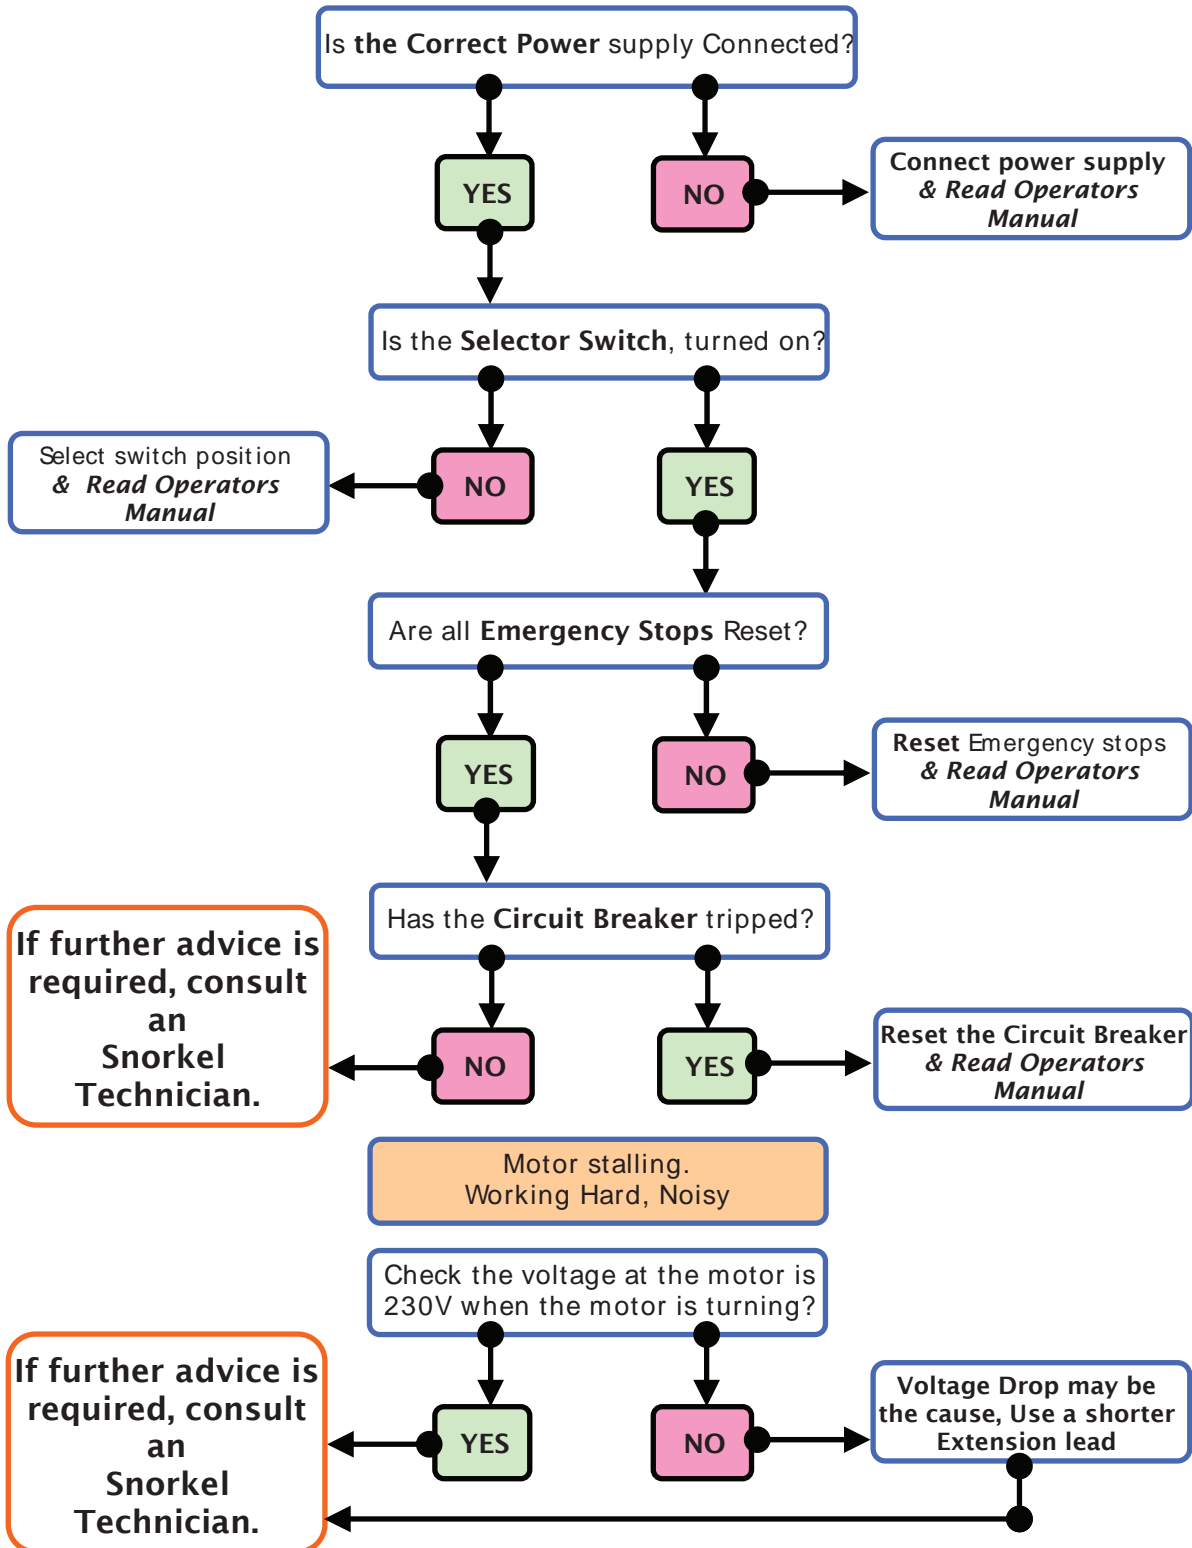 Is the Correct Power supply Connected?
YES
NO
Connect power supply
& Read Operators
Manual
Is the Selector Switch, turned on?
Select switch position
& Read Operators
Manual
NO
YES
Are all Emergency Stops Reset?
YES
NO
Reset Emergency stops
& Read Operators
Manual
Has the Circuit Breaker tripped?
If further advice is
required, consult
an
Snorkel
Technician.
NO
YES
Reset the Circuit Breaker
& Read Operators
Manual
Motor stalling.
Working Hard, Noisy
Check the voltage at the motor is
230V when the motor is turning?
If further advice is
required, consult
an
Snorkel
Technician.
YES
NO
Voltage Drop may be
the cause, Use a shorter
Extension lead